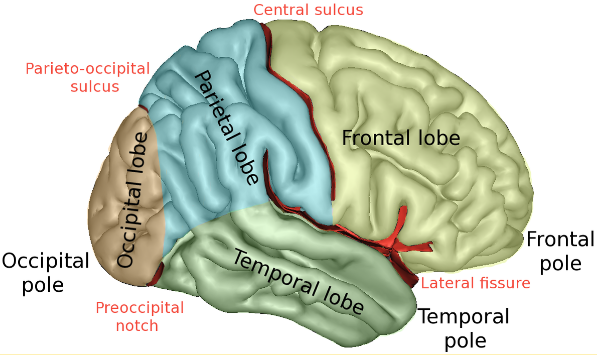 Central sulcus
Parieto-occipital
sulcus
Parietal lobe
Frontal lobe
Occipital lobe
Occipital
pole
Frontal
pole
Temporal lobe
Lateral fissure
Preoccipital
notch
Temporal
pole